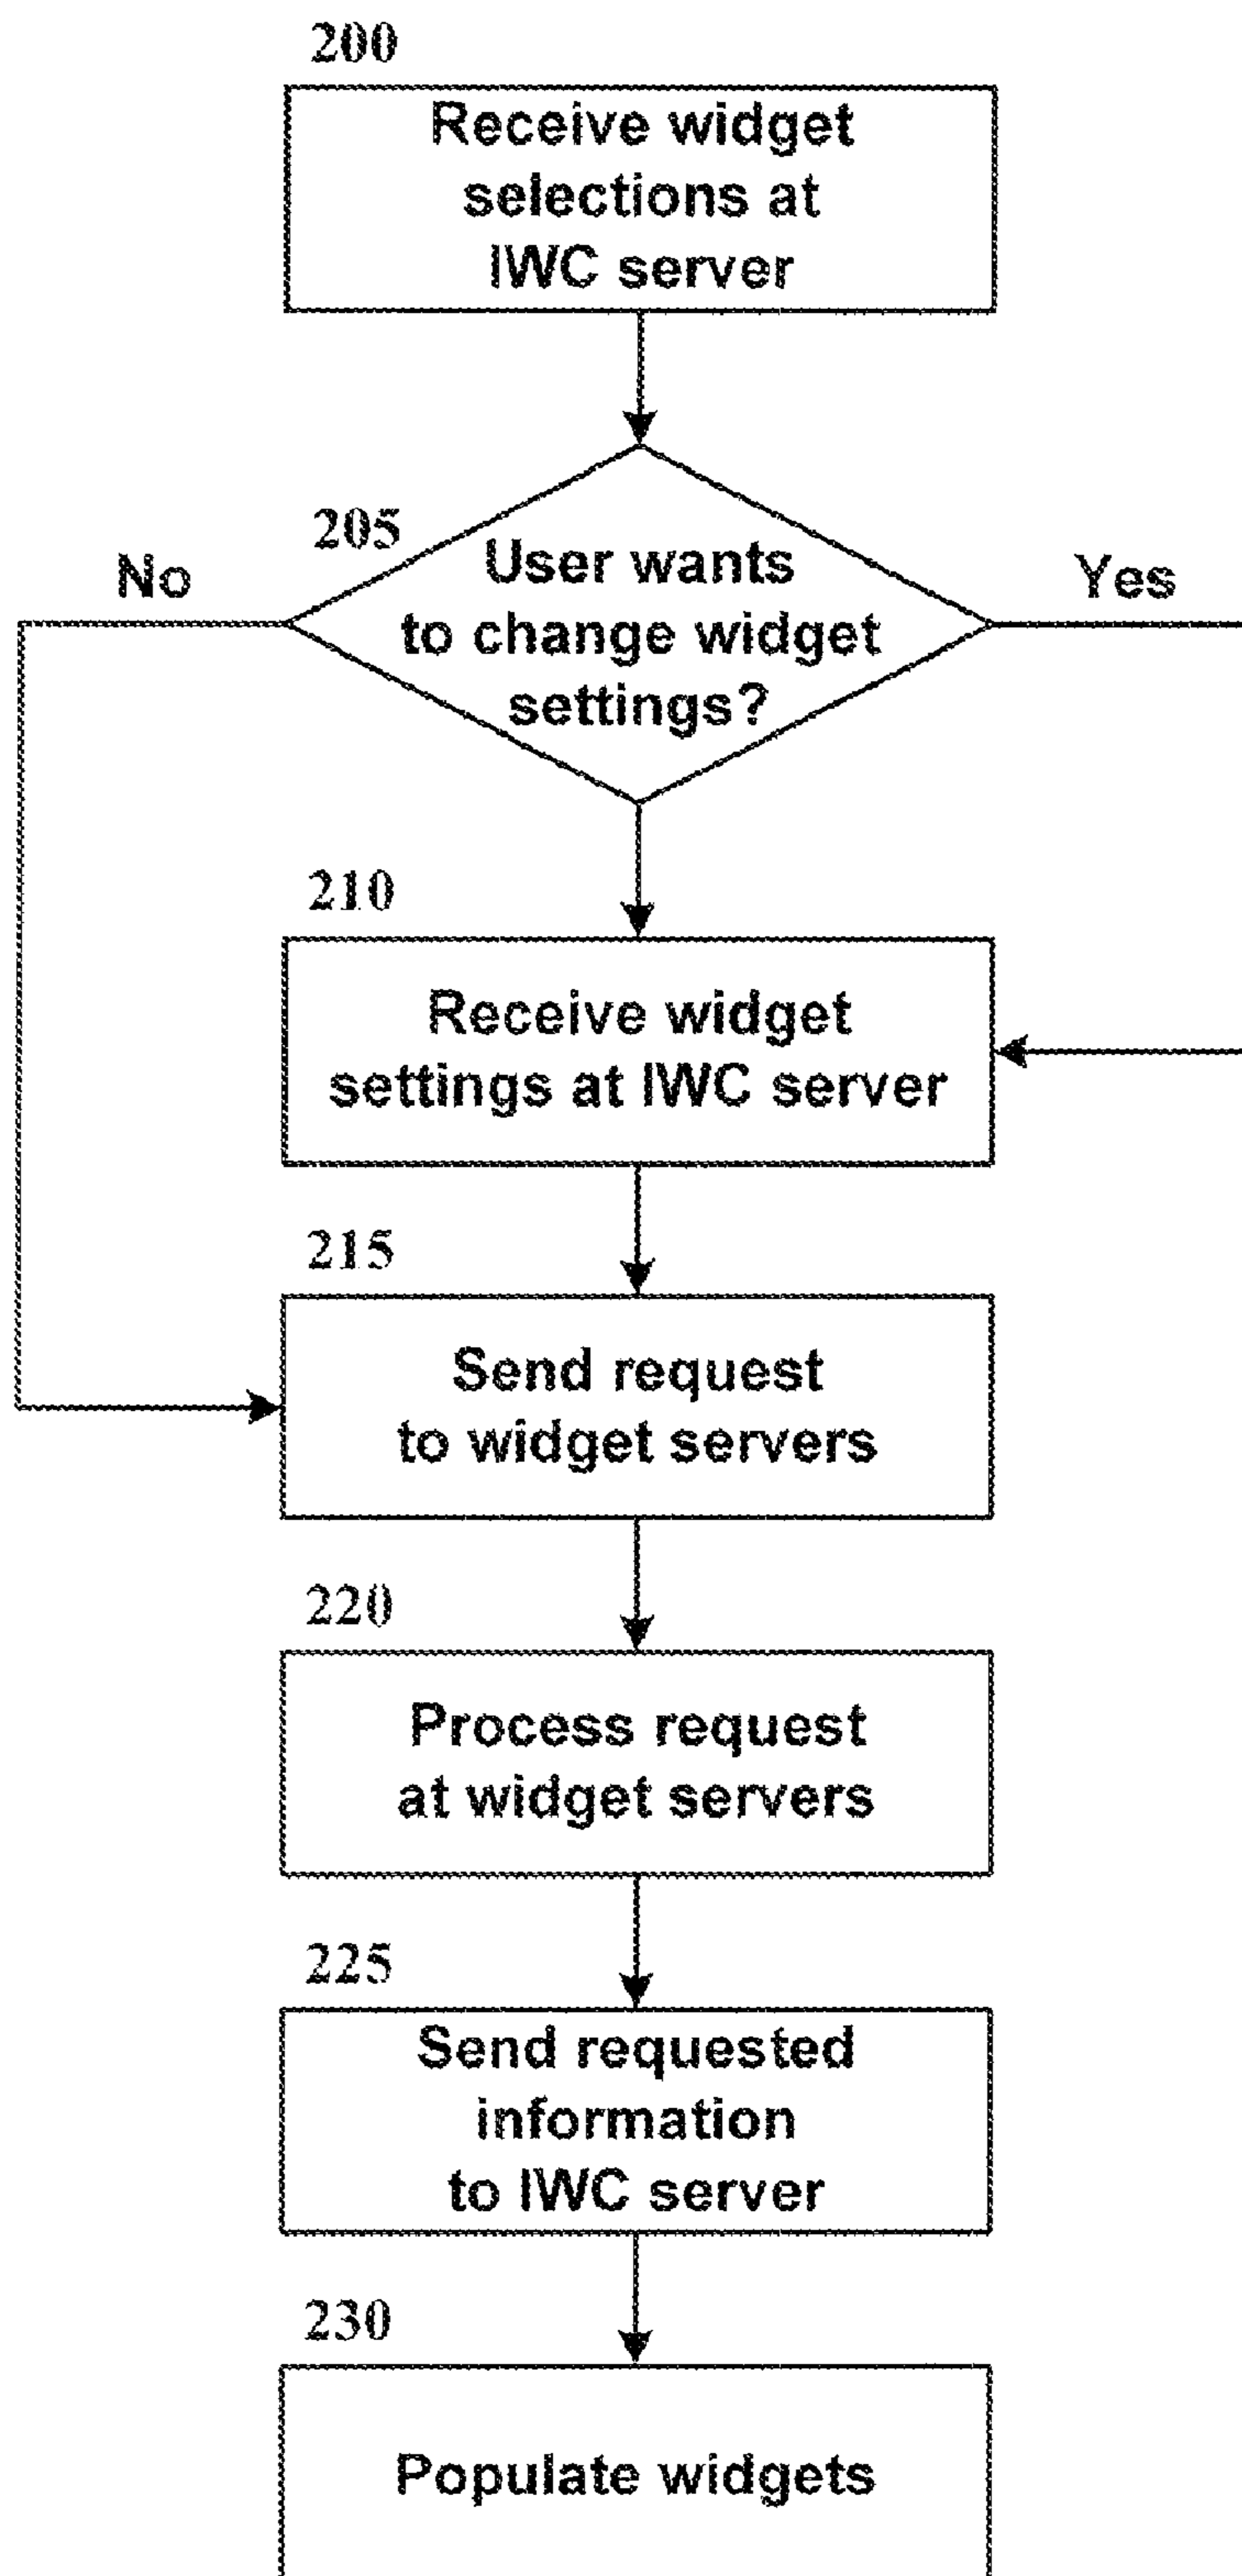 200
Receive widget
selections at
IWC server
205
No
User wants
to change widget
settings?
Yes
210
Receive widget
settings at IWC server
215
Send request
to widget servers
220
Process request
at widget servers
225
Send requested
information
to IWC server
230
Populate widgets